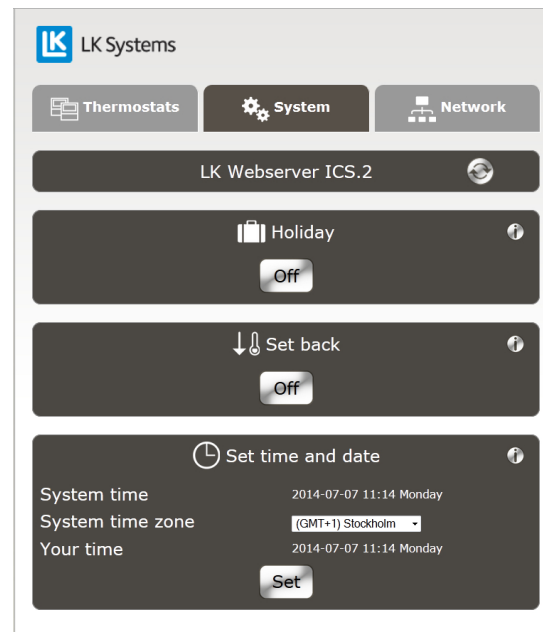 LK LK Systems
Thermostats System Network
LK Webserver ICS.2
Holiday
Off
Set back
Off
Set time and date
System time 2014-07-07 11:14 Monday
System time zone (GMT+1) Stockholm
Your time 2014-07-07 11:14 Monday
Set